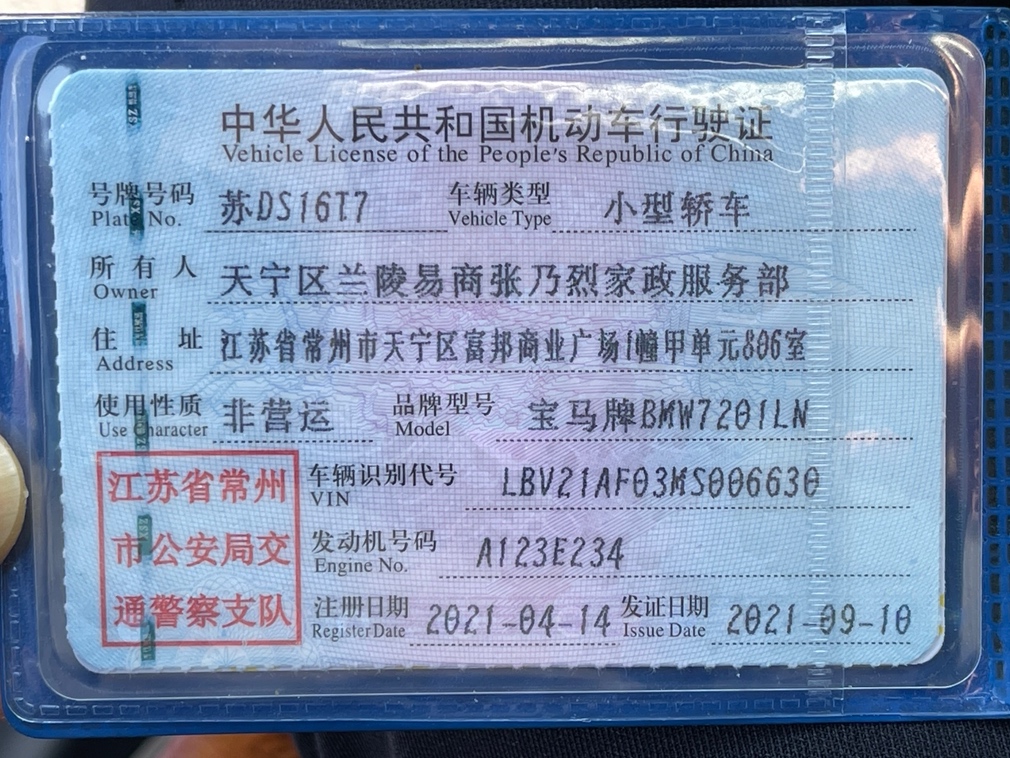 中华人民共和国机动车行驶证
Vehicle License of the People's Republic of China
号牌号码 苏DS16T7 车辆类型 小型轿车
Plate No. Vehicle Type
所有人 天宁区兰陵易商张乃烈家政服务部
Owner
住址 江苏省常州市天宁区富邦商业广场1幢甲单元806室
Address
使用性质 非营运 品牌型号 宝马牌BMW7201LN
Use Character Model
江苏省常州 车辆识别代号 LBV21AF03MS006630
VIN
市公安局交 发动机号码 A123E234
Engine No.
通警察支队 注册日期 2021-04-14 发证日期 2021-09-10
Register Date Issue Date